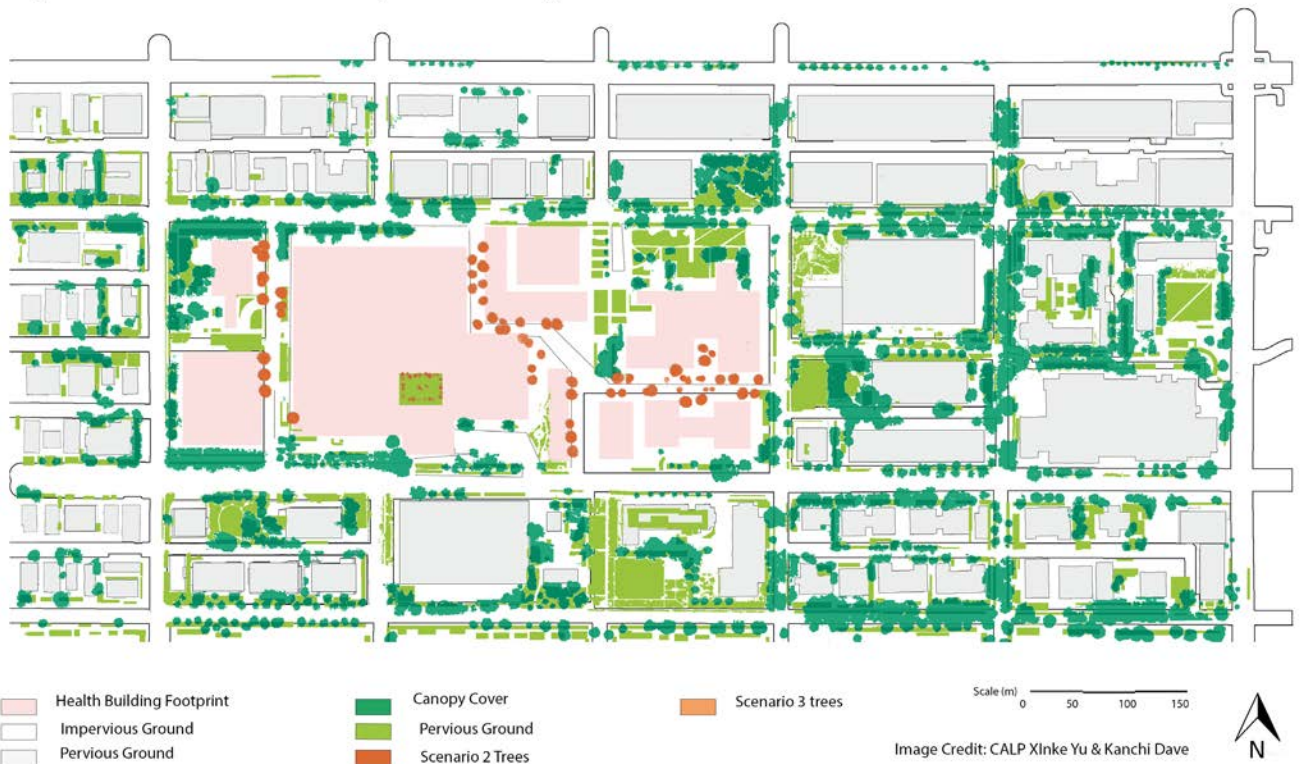 Health Building Footprint
Impervious Ground
Pervious Ground
Canopy Cover
Pervious Ground
Scenario 2 Trees
Scenario 3 trees
Scale (m)
0 50 100 150
Image Credit: CALP XInke Yu & Kanchi Dave
N